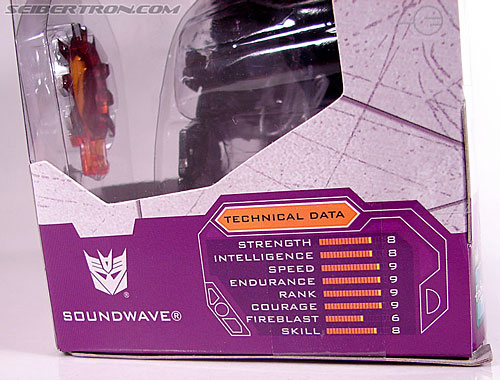 SEIBERTRON.COM
TECHNICAL DATA
STRENGTH 8
INTELLIGENCE 8
SPEED 9
ENDURANCE 9
RANK 9
COURAGE 9
FIREBLAST 6
SKILL 8
SOUNDWAVE®